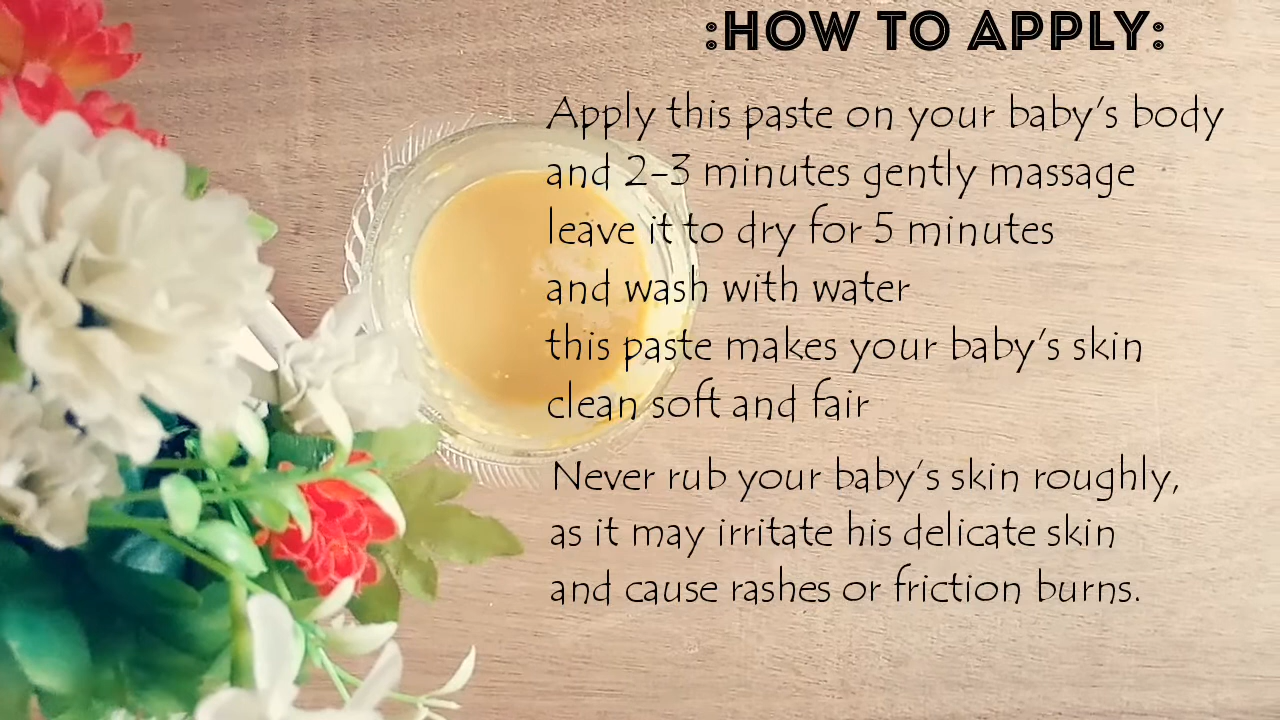 :HOW TO APPLY:
Apply this paste on your baby's body
and 2-3 minutes gently massage
leave it to dry for 5 minutes
and wash with water
this paste makes your baby's skin
clean soft and fair
Never rub your baby's skin roughly,
as it may irritate his delicate skin
and cause rashes or friction burns.